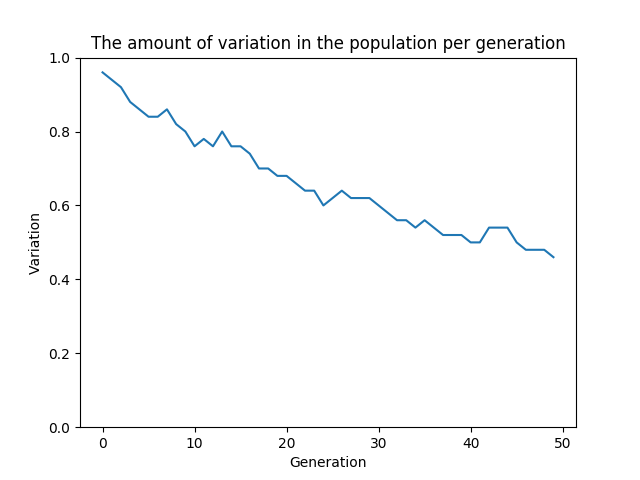 The amount of variation in the population per generation
1.0
0.8
0.6
0.4
0.2
0.0
Variation
0 10 20 30 40 50
Generation